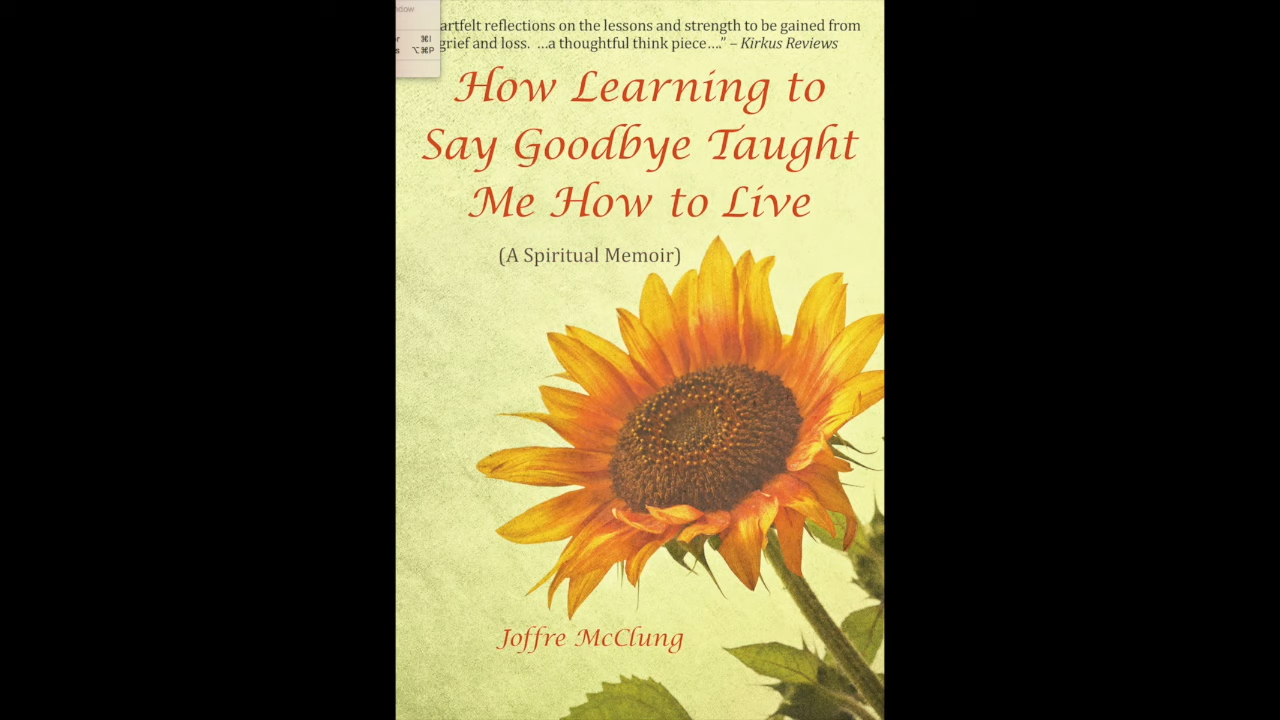 ndow
⌘I
⌥⌘P
artfelt reflections on the lessons and strength to be gained from
grief and loss. …a thoughtful think piece….” – Kirkus Reviews
How Learning to
Say Goodbye Taught
Me How to Live
(A Spiritual Memoir)
Joffre McClung